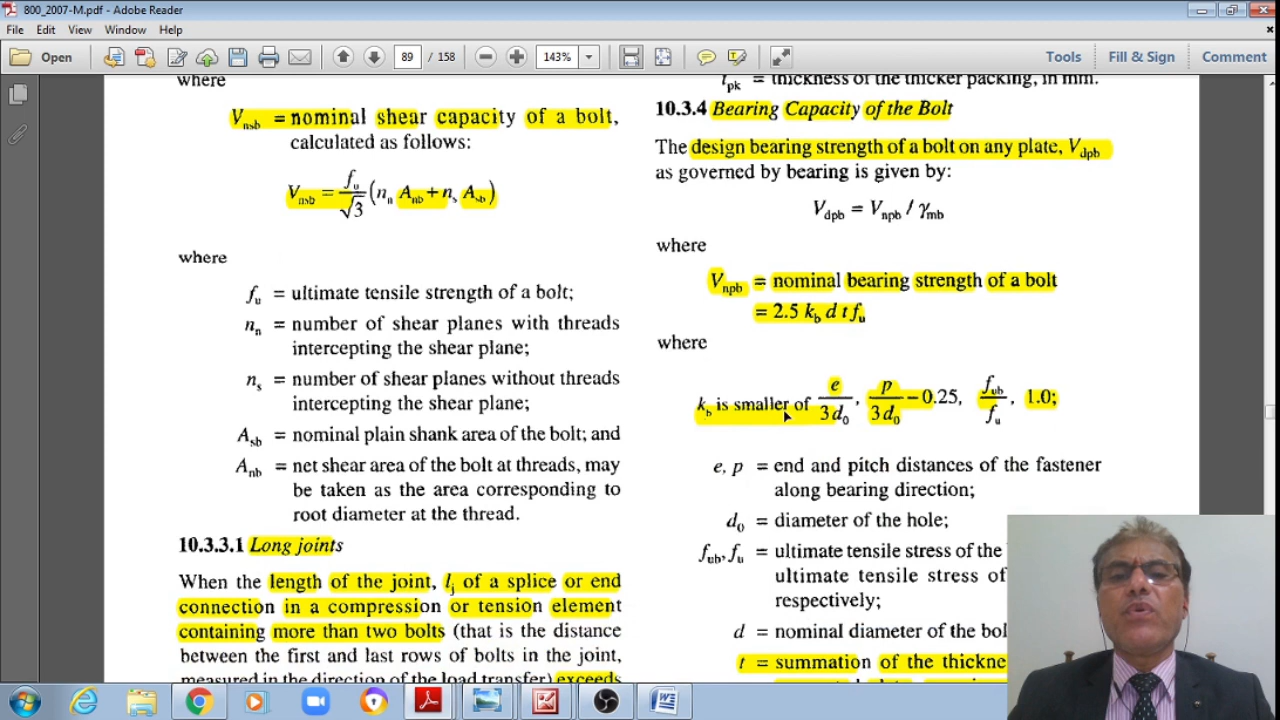 800_2007-M.pdf - Adobe Reader
File Edit View Window Help
Open 89 / 158 143% Tools Fill & Sign Comment
where
V_nsb = nominal shear capacity of a bolt,
calculated as follows:
V_nsb = f_u/√3 (n_n A_nb + n_s A_sb)
where
f_u = ultimate tensile strength of a bolt;
n_n = number of shear planes with threads
intercepting the shear plane;
n_s = number of shear planes without threads
intercepting the shear plane;
A_sb = nominal plain shank area of the bolt; and
A_nb = net shear area of the bolt at threads, may
be taken as the area corresponding to
root diameter at the thread.
10.3.3.1 Long joints
When the length of the joint, l_j of a splice or end
connection in a compression or tension element
containing more than two bolts (that is the distance
between the first and last rows of bolts in the joint,
measured in the direction of the load transfer) exceeds
t_pk = thickness of the thicker packing, in mm.
10.3.4 Bearing Capacity of the Bolt
The design bearing strength of a bolt on any plate, V_dpb
as governed by bearing is given by:
V_dpb = V_npb / γ_mb
where
V_npb = nominal bearing strength of a bolt
= 2.5 k_b d t f_u
where
k_b is smaller of e/3d_0, p/3d_0 – 0.25, f_ub/f_u, 1.0;
e, p = end and pitch distances of the fastener
along bearing direction;
d_0 = diameter of the hole;
f_ub, f_u = ultimate tensile stress of the
ultimate tensile stress of
respectively;
d = nominal diameter of the
t = summation of the